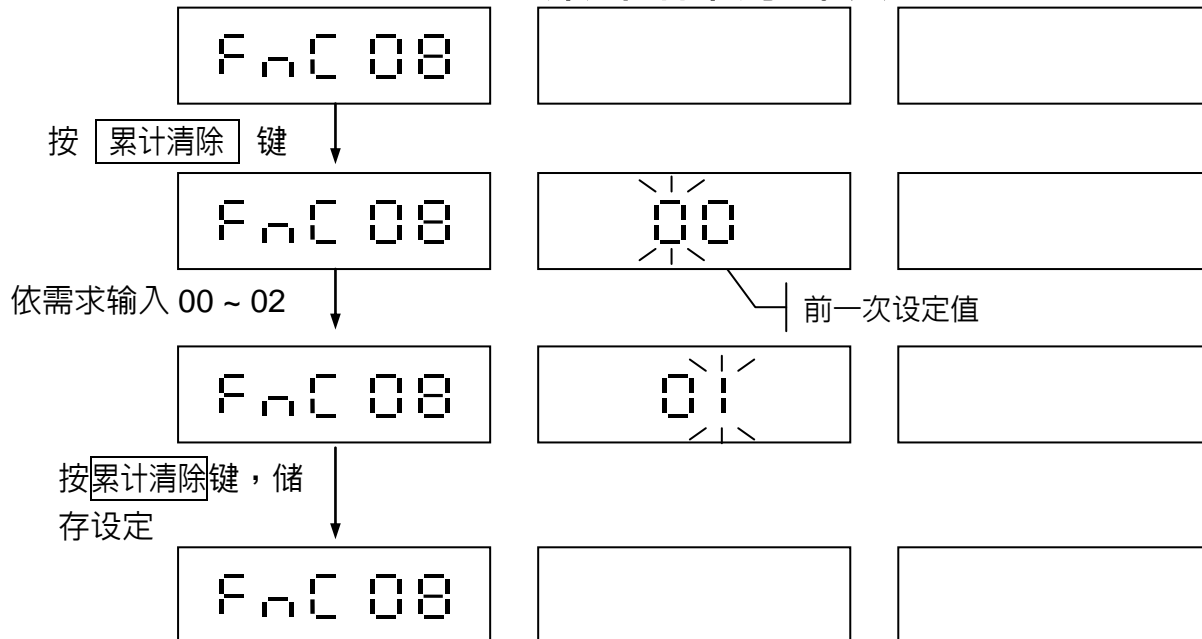 FnC 08
按 累计清除 键
FnC 08 00
依需求输入 00 ~ 02
前一次设定值
FnC 08 01
按累计清除键，储
存设定
FnC 08